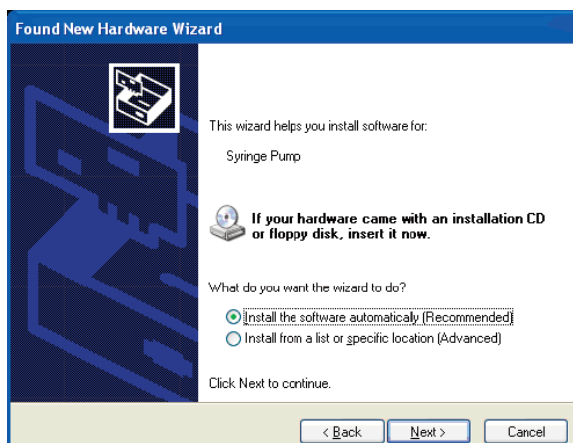 Found New Hardware Wizard
This wizard helps you install software for:
Syringe Pump
If your hardware came with an installation CD
or floppy disk, insert it now.
What do you want the wizard to do?
Install the software automaticaly (Recommended)
Install from a list or specific location (Advanced)
Click Next to continue.
< Back Next > Cancel